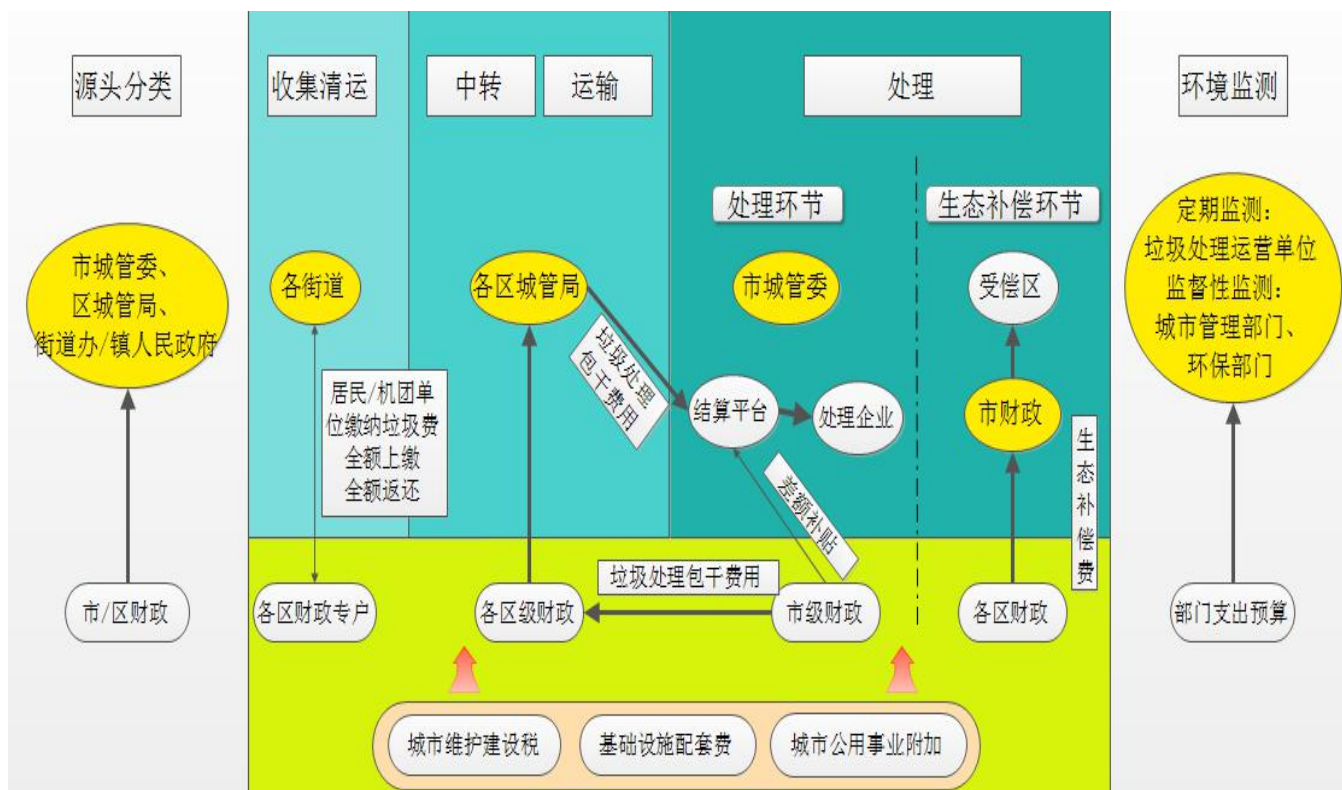 源头分类
收集清运
中转
运输
处理
环境监测
处理环节
生态补偿环节
市城管委、
区城管局、
街道办/镇人民政府
各街道
各区城管局
市城管委
受偿区
定期监测：
垃圾处理运营单位
监督性监测：
城市管理部门、
环保部门
居民/机团单
位缴纳垃圾费
全额上缴
全额返还
垃圾处理
包干费用
结算平台
处理企业
市财政
生态补偿费
差额补贴
垃圾处理包干费用
市/区财政
各区财政专户
各区级财政
市级财政
各区财政
部门支出预算
城市维护建设税
基础设施配套费
城市公用事业附加